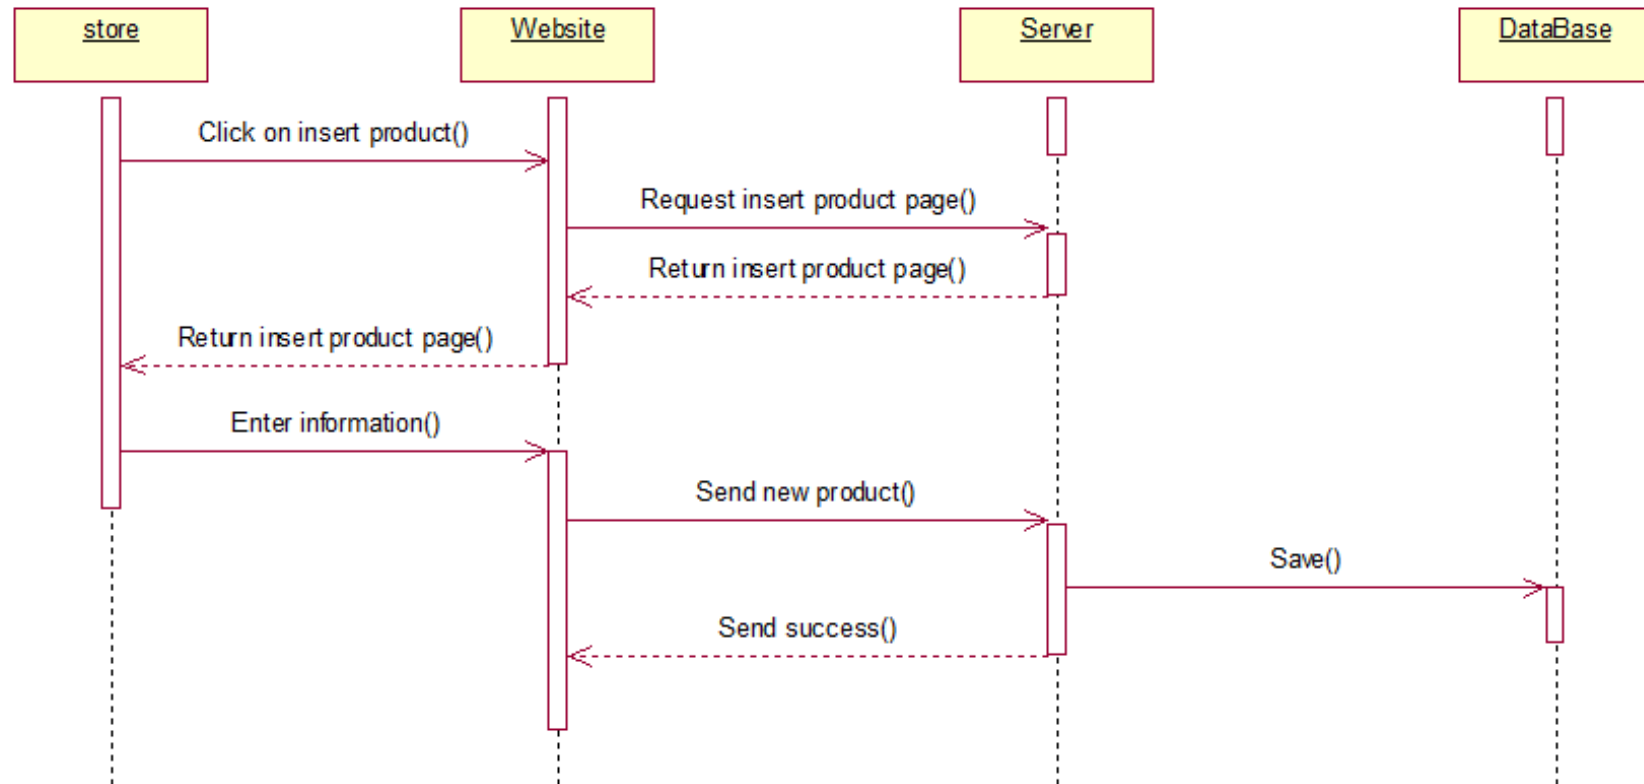 store
Website
Server
DataBase
Click on insert product()
Request insert product page()
Return insert product page()
Return insert product page()
Enter information()
Send new product()
Save()
Send success()